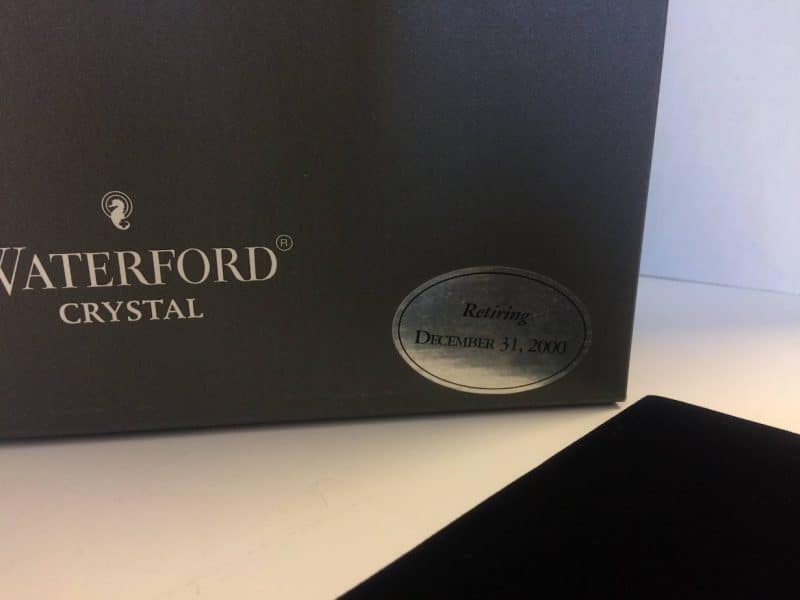 WATERFORD®
CRYSTAL
Retiring
DECEMBER 31, 2000